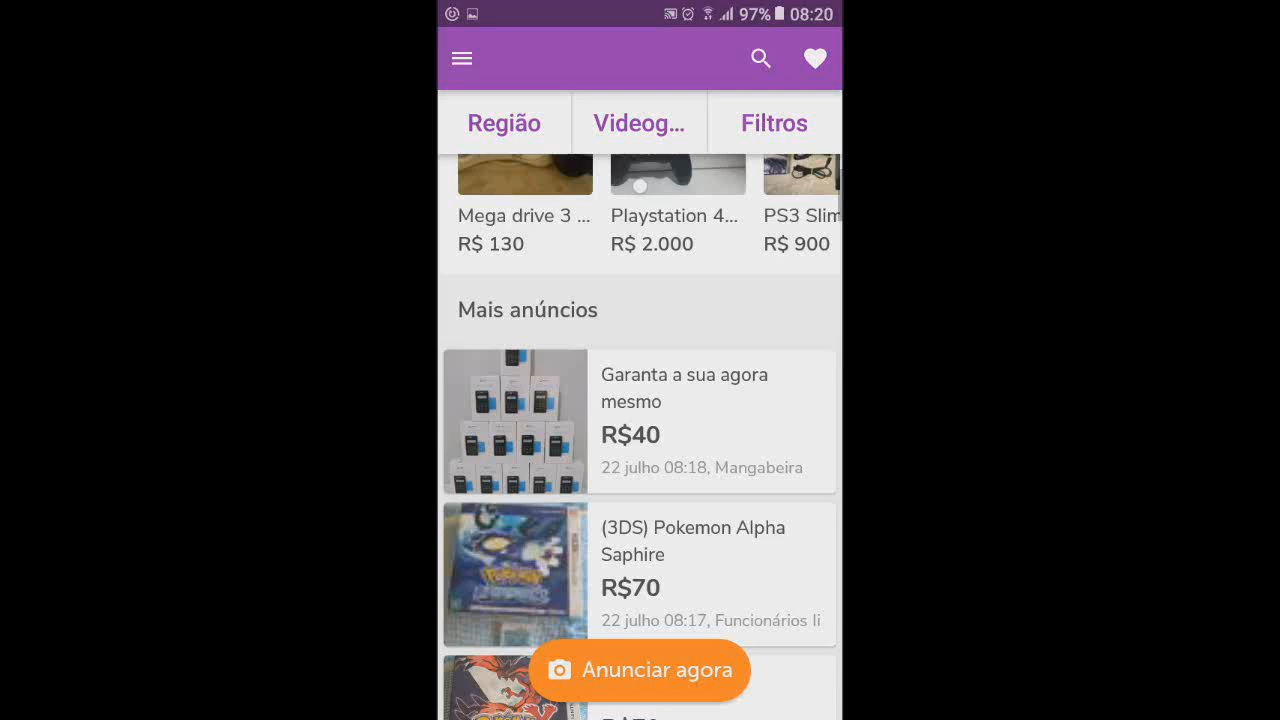 97% 08:20
Região Videog... Filtros
Mega drive 3 ... Playstation 4... PS3 Slim
R$ 130 R$ 2.000 R$ 900
Mais anúncios
Garanta a sua agora
mesmo
R$40
22 julho 08:18, Mangabeira
(3DS) Pokemon Alpha
Saphire
R$70
22 julho 08:17, Funcionários Ii
Anunciar agora